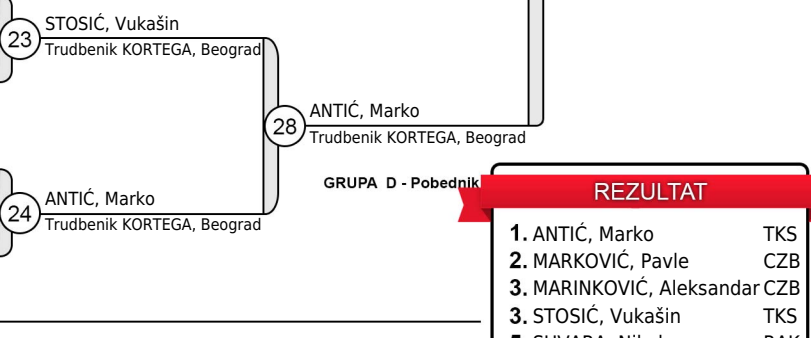 23
STOSIĆ, Vukašin
Trudbenik KORTEGA, Beograd
28
ANTIĆ, Marko
Trudbenik KORTEGA, Beograd
24
ANTIĆ, Marko
Trudbenik KORTEGA, Beograd
GRUPA D - Pobednik
REZULTAT
1. ANTIĆ, Marko TKS
2. MARKOVIĆ, Pavle CZB
3. MARINKOVIĆ, Aleksandar CZB
3. STOSIĆ, Vukašin TKS